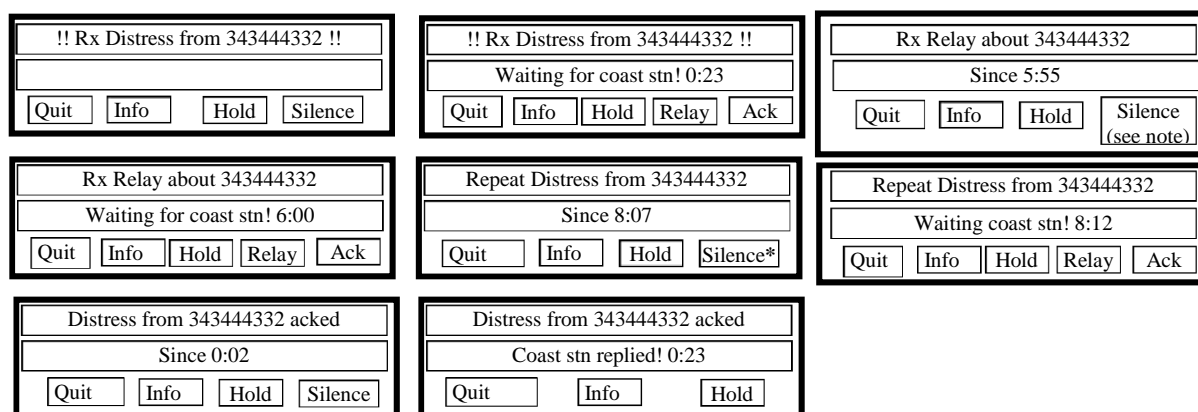 !! Rx Distress from 343444332 !!
Quit Info Hold Silence
!! Rx Distress from 343444332 !!
Waiting for coast stn! 0:23
Quit Info Hold Relay Ack
Rx Relay about 343444332
Since 5:55
Quit Info Hold Silence
(see note)
Rx Relay about 343444332
Waiting for coast stn! 6:00
Quit Info Hold Relay Ack
Repeat Distress from 343444332
Since 8:07
Quit Info Hold Silence*
Repeat Distress from 343444332
Waiting coast stn! 8:12
Quit Info Hold Relay Ack
Distress from 343444332 acked
Since 0:02
Quit Info Hold Silence
Distress from 343444332 acked
Coast stn replied! 0:23
Quit Info Hold